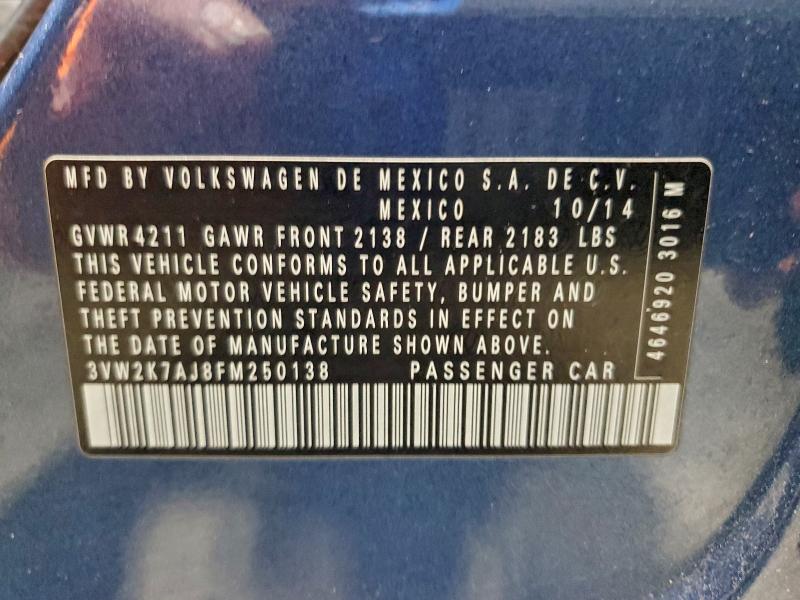 MFD BY VOLKSWAGEN DE MEXICO S.A. DE C.V.
MEXICO 10/14
GVWR4211 GAWR FRONT 2138 / REAR 2183 LBS
THIS VEHICLE CONFORMS TO ALL APPLICABLE U.S.
FEDERAL MOTOR VEHICLE SAFETY, BUMPER AND
THEFT PREVENTION STANDARDS IN EFFECT ON
THE DATE OF MANUFACTURE SHOWN ABOVE.
3VW2K7AJ8FM250138 PASSENGER CAR
4646920 3016 M